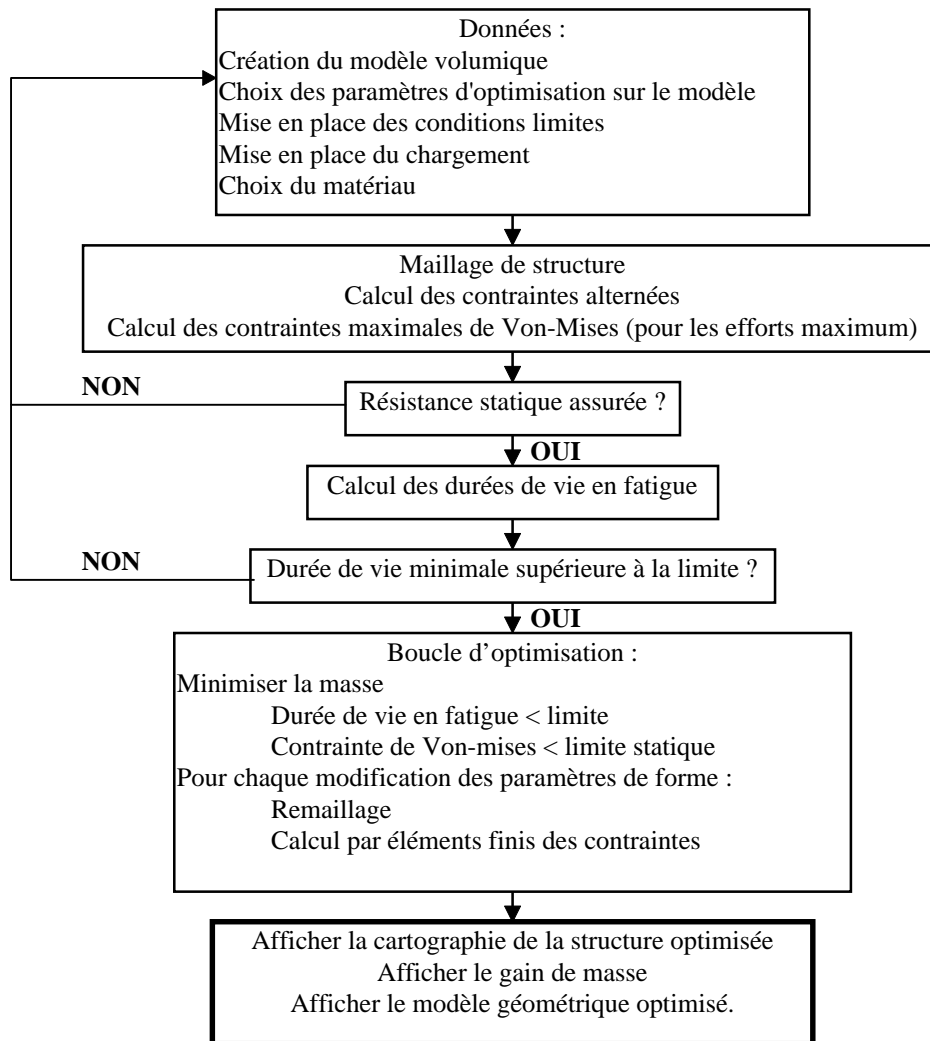 Données :
Création du modèle volumique
Choix des paramètres d'optimisation sur le modèle
Mise en place des conditions limites
Mise en place du chargement
Choix du matériau
Maillage de structure
Calcul des contraintes alternées
Calcul des contraintes maximales de Von-Mises (pour les efforts maximum)
NON
Résistance statique assurée ?
OUI
Calcul des durées de vie en fatigue
NON
Durée de vie minimale supérieure à la limite ?
OUI
Boucle d’optimisation :
Minimiser la masse
Durée de vie en fatigue < limite
Contrainte de Von-mises < limite statique
Pour chaque modification des paramètres de forme :
Remaillage
Calcul par éléments finis des contraintes
Afficher la cartographie de la structure optimisée
Afficher le gain de masse
Afficher le modèle géométrique optimisé.